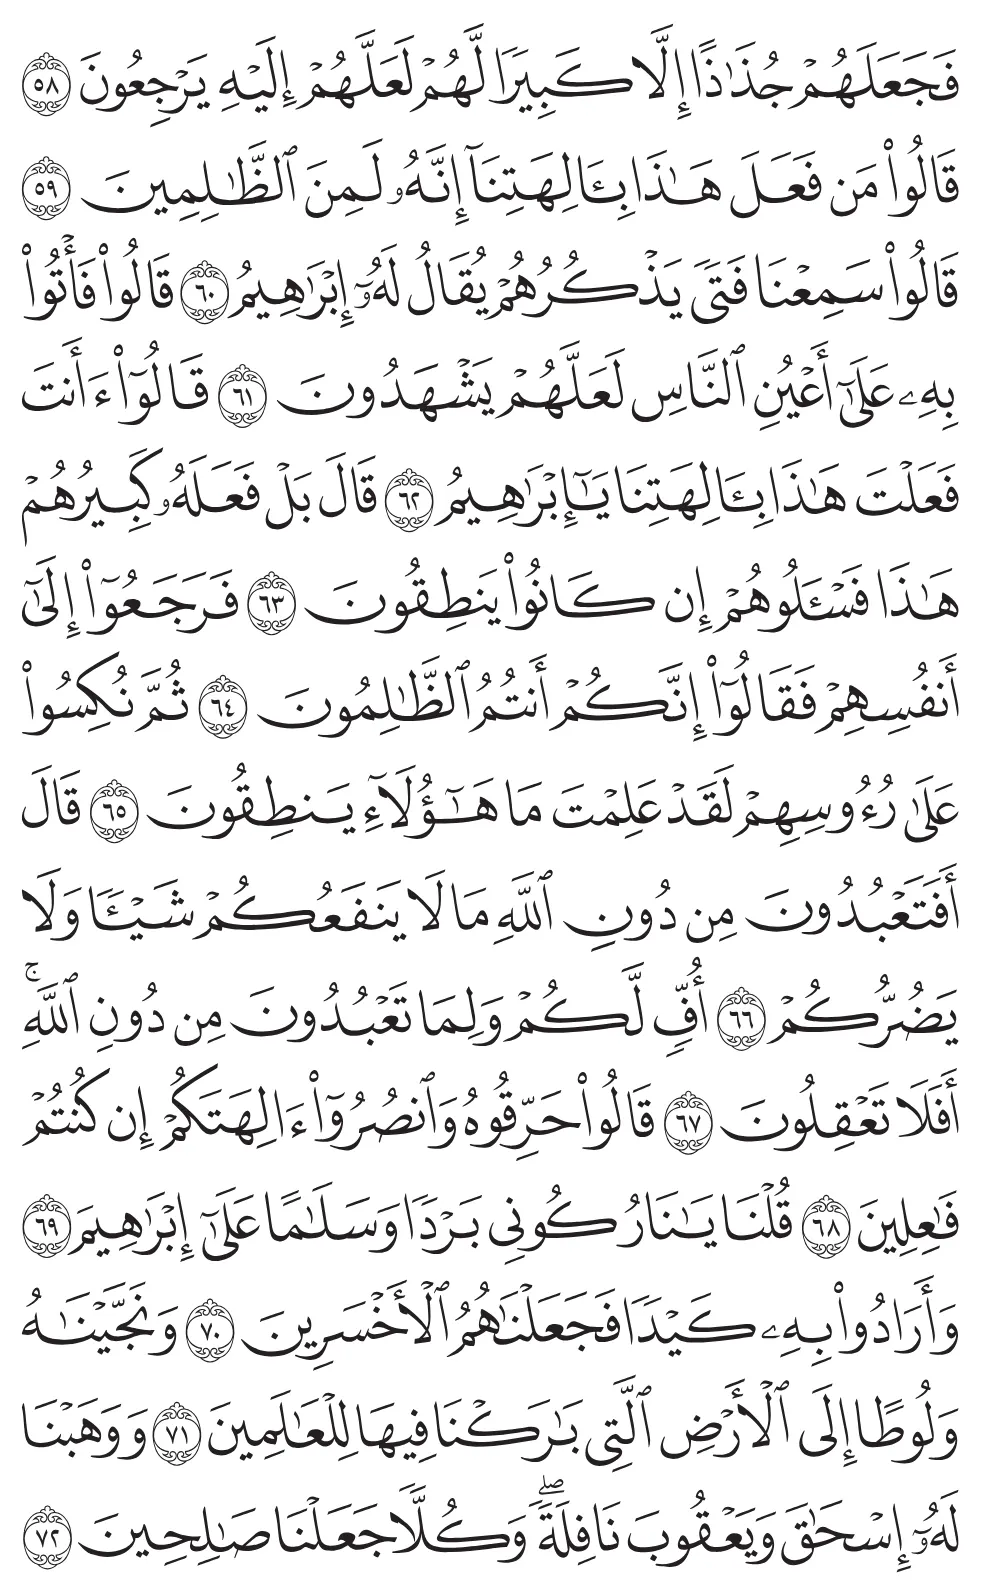 فَجَعَلَهُمْ جُذَٰذًا إِلَّا كَبِيرًا لَّهُمْ لَعَلَّهُمْ إِلَيْهِ يَرْجِعُونَ ٥٨
قَالُوا۟ مَن فَعَلَ هَـٰذَا بِـَٔالِهَتِنَآ إِنَّهُۥ لَمِنَ ٱلظَّـٰلِمِينَ ٥٩
قَالُوا۟ سَمِعْنَا فَتًى يَذْكُرُهُمْ يُقَالُ لَهُۥٓ إِبْرَٰهِيمُ ٦٠ قَالُوا۟ فَأْتُوا۟
بِهِۦ عَلَىٰٓ أَعْيُنِ ٱلنَّاسِ لَعَلَّهُمْ يَشْهَدُونَ ٦١ قَالُوٓا۟ ءَأَنتَ
فَعَلْتَ هَـٰذَا بِـَٔالِهَتِنَا يَـٰٓإِبْرَٰهِيمُ ٦٢ قَالَ بَلْ فَعَلَهُۥ كَبِيرُهُمْ
هَـٰذَا فَسْـَٔلُوهُمْ إِن كَانُوا۟ يَنطِقُونَ ٦٣ فَرَجَعُوٓا۟ إِلَىٰٓ
أَنفُسِهِمْ فَقَالُوٓا۟ إِنَّكُمْ أَنتُمُ ٱلظَّـٰلِمُونَ ٦٤ ثُمَّ نُكِسُوا۟
عَلَىٰ رُءُوسِهِمْ لَقَدْ عَلِمْتَ مَا هَـٰٓؤُلَآءِ يَنطِقُونَ ٦٥ قَالَ
أَفَتَعْبُدُونَ مِن دُونِ ٱللَّهِ مَا لَا يَنفَعُكُمْ شَيْـًٔا وَلَا
يَضُرُّكُمْ ٦٦ أُفٍّ لَّكُمْ وَلِمَا تَعْبُدُونَ مِن دُونِ ٱللَّهِ ۚ
أَفَلَا تَعْقِلُونَ ٦٧ قَالُوا۟ حَرِّقُوهُ وَٱنصُرُوٓا۟ ءَالِهَتَكُمْ إِن كُنتُمْ
فَـٰعِلِينَ ٦٨ قُلْنَا يَـٰنَارُ كُونِى بَرْدًا وَسَلَـٰمًا عَلَىٰٓ إِبْرَٰهِيمَ ٦٩
وَأَرَادُوا۟ بِهِۦ كَيْدًا فَجَعَلْنَـٰهُمُ ٱلْأَخْسَرِينَ ٧٠ وَنَجَّيْنَـٰهُ
وَلُوطًا إِلَى ٱلْأَرْضِ ٱلَّتِى بَـٰرَكْنَا فِيهَا لِلْعَـٰلَمِينَ ٧١ وَوَهَبْنَا
لَهُۥٓ إِسْحَـٰقَ وَيَعْقُوبَ نَافِلَةً ۖ وَكُلًّا جَعَلْنَا صَـٰلِحِينَ ٧٢